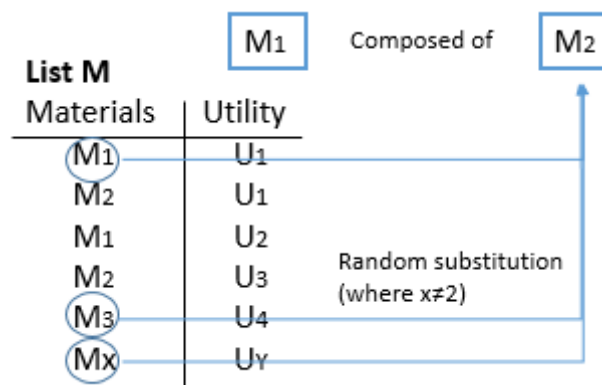 M1 Composed of M2
List M
Materials Utility
M1 U1
M2 U1
M1 U2
M2 U3
M3 U4
Mx UY
Random substitution
(where x≠2)